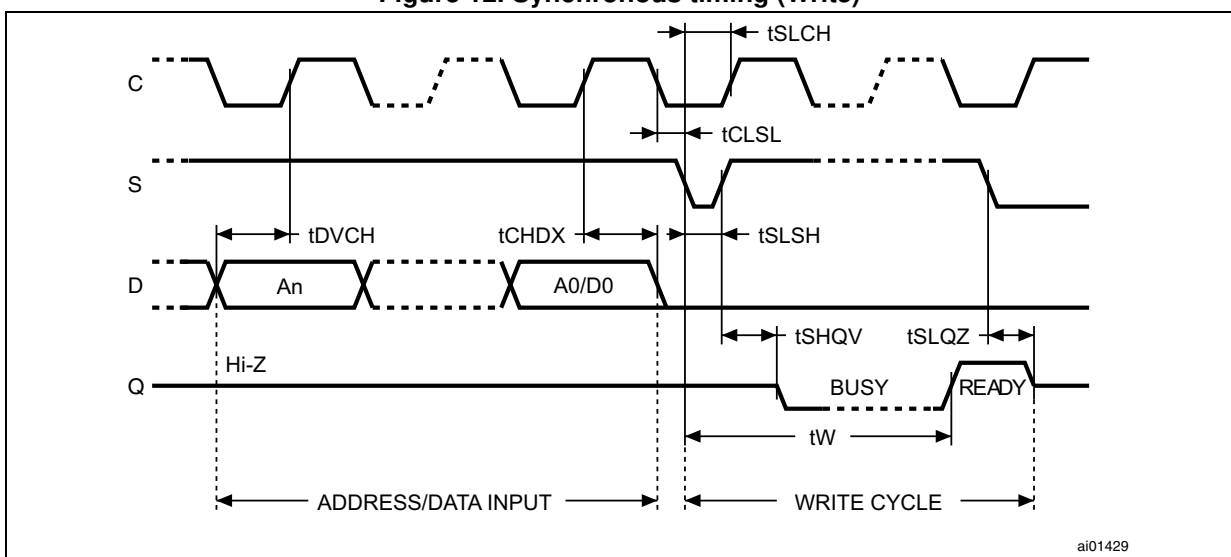 Figure 12. Synchronous timing (Write)
tSLCH
C
tCLSL
S
tDVCH
tCHDX
tSLSH
D
An
A0/D0
tSHQV
tSLQZ
Hi-Z
Q
BUSY
READY
tW
ADDRESS/DATA INPUT
WRITE CYCLE
ai01429